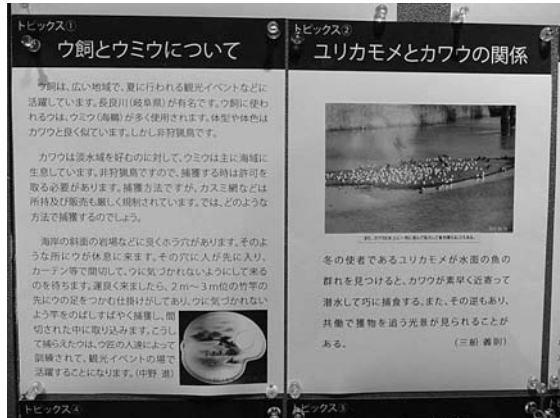 トピックス①
ウ飼とウミウについて
ウ飼は、広い地域で、夏に行われる観光イベントなどに
活躍しています。長良川(岐阜県)が有名です。ウ飼に使わ
れるウは、ウミウ(海鵜)が多く使用されます。体型や体色は
カワウと良く似ています。しかし非狩猟鳥です。
カワウは淡水域を好むのに対して、ウミウは主に海域に
生息しています。非狩猟鳥ですので、捕獲する時は許可を
取る必要があります。捕獲方法ですが、カスミ網などは
所持及び販売も厳しく規制されています。では、どのような
方法で捕獲するのでしょう。
海岸の斜面の岩場などに良くホラ穴があります。そのよ
うな所にウが休息に来ます。その穴に人が先に入り、
カーテン等で間切して、ウに気づかれないようにして来る
のを待ちます。運良く来ましたら、2m〜3m位の竹竿の
先にウの足をつかむ仕掛けがしてあり、ウに気づかれない
よう竿をのばしすばやく捕獲し、間
切された中に取り込みます。こうし
て捕らえたウは、ウ匠の人達によって
訓練されて、観光イベントの場で
活躍することになります。(中野 進)
トピックス②
ユリカモメとカワウの関係
冬の使者であるユリカモメが水面の魚の
群れを見つけると、カワウが素早く近寄って
潜水して巧に捕食する。また、その逆もあり、
共働で獲物を追う光景が見られることが
ある。 (三船 義則)
トピックス④
トピックス③